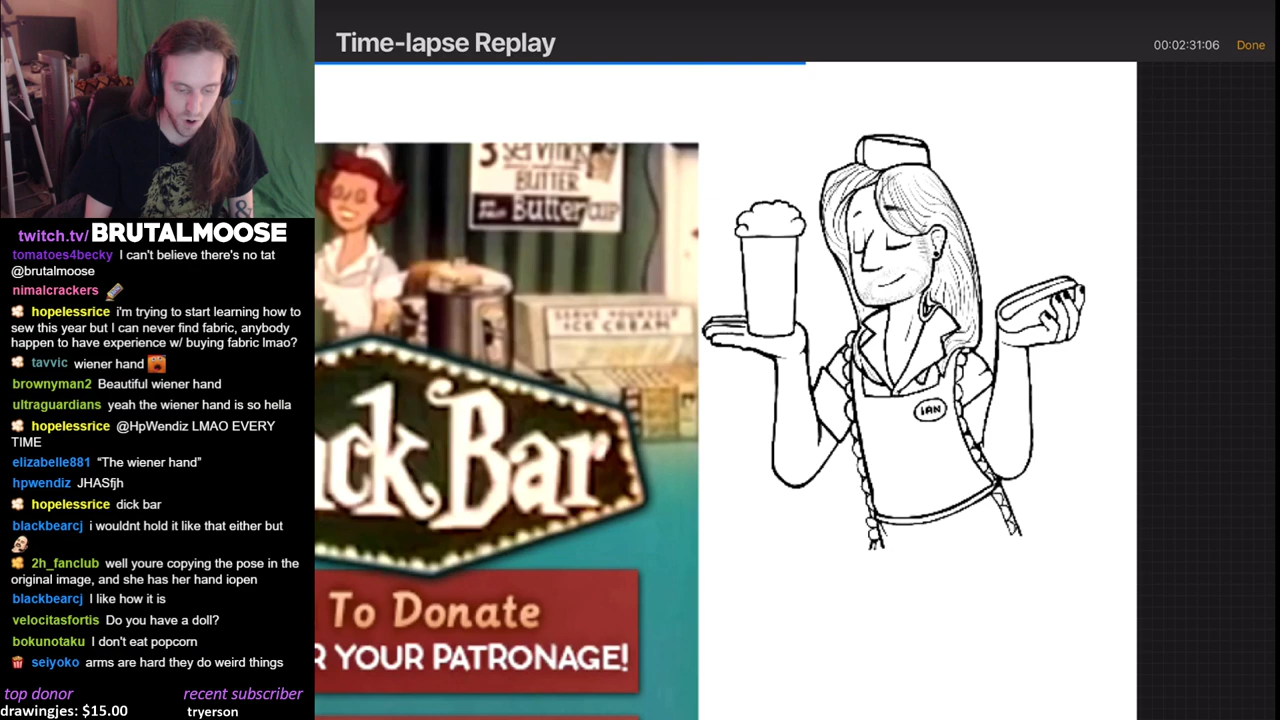 Time-lapse Replay
00:02:31:06 Done
twitch.tv/BRUTALMOOSE
tomatoes4becky I can't believe there's no tat
@brutalmoose
nimalcrackers
hopelessrice i'm trying to start learning how to
sew this year but I can never find fabric, anybody
happen to have experience w/ buying fabric lmao?
tavvic wiener hand
brownyman2 Beautiful wiener hand
ultraguardians yeah the wiener hand is so hella
hopelessrice @HpWendiz LMAO EVERY
TIME
elizabelle881 “The wiener hand”
hpwendiz JHASfjh
hopelessrice dick bar
blackbearcj i wouldnt hold it like that either but
2h_fanclub well youre copying the pose in the
original image, and she has her hand iopen
blackbearcj I like how it is
velocitasfortis Do you have a doll?
bokunotaku I don't eat popcorn
seiyoko arms are hard they do weird things
top donor
drawingjes: $15.00
recent subscriber
tryerson
&
3 SERVINGS
BUTTER
Buttercup
SERVE YOURSELF
ICE CREAM
ck Bar
To Donate
R YOUR PATRONAGE!
IAN